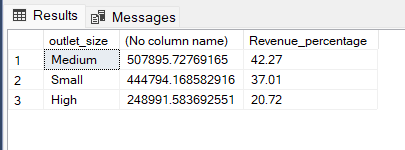 Results Messages
outlet_size (No column name) Revenue_percentage
1 Medium 507895.72769165 42.27
2 Small 444794.168582916 37.01
3 High 248991.583692551 20.72